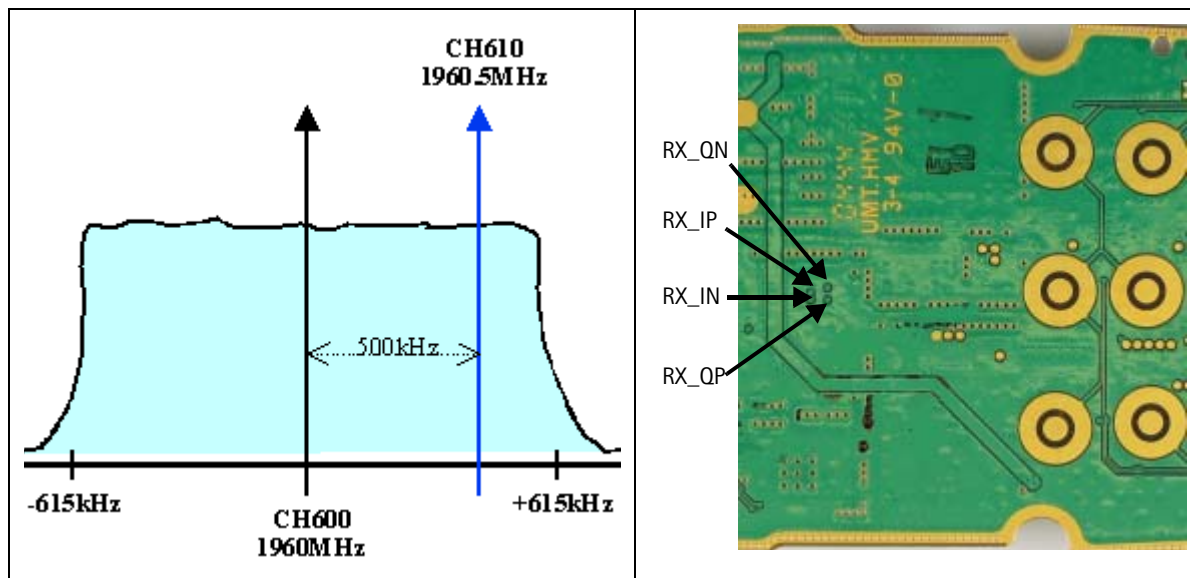 CH610
1960.5MHz
500kHz
-615kHz
+615kHz
CH600
1960MHz
RX_QN
RX_IP
RX_IN
RX_QP
94V-0
UMT.HMV
3-4